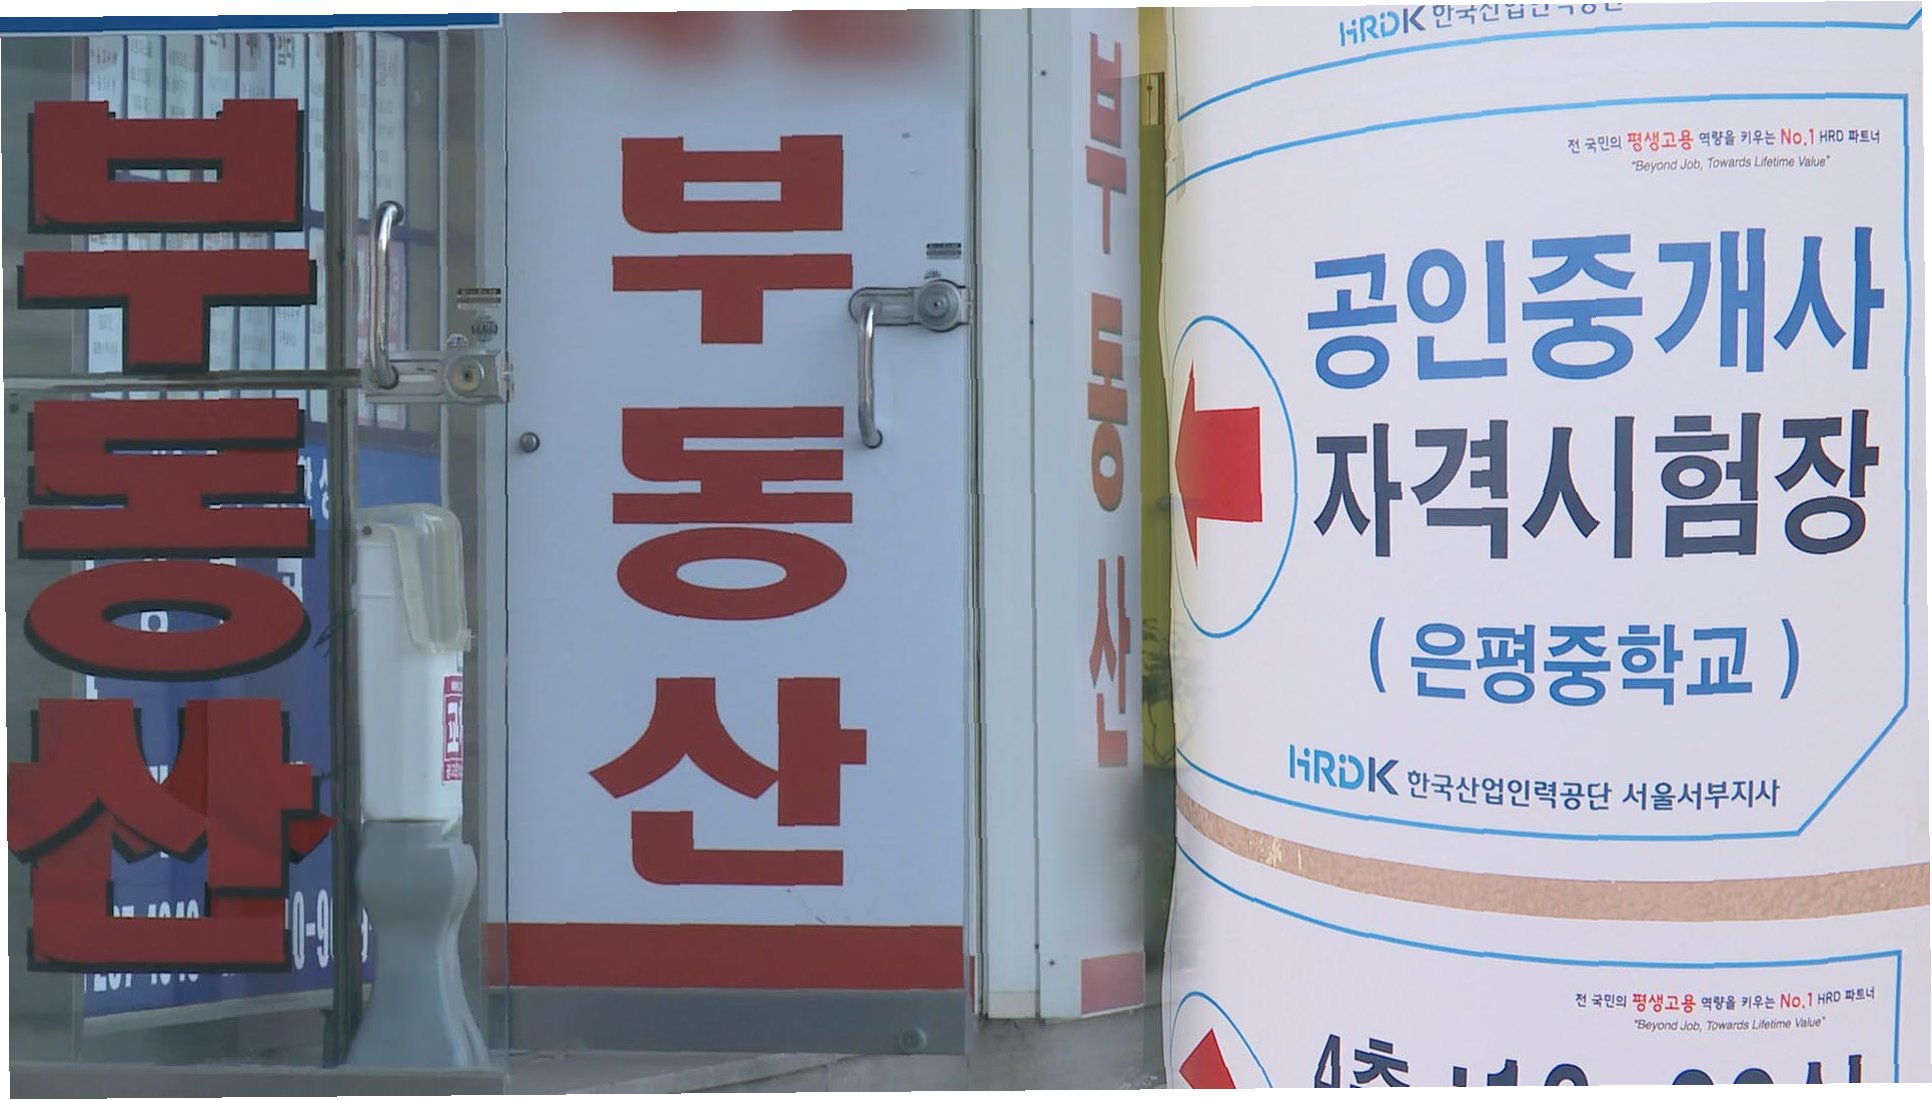 부동산
부동산
부동산
HRDK 한국산업인력공단
전 국민의 평생고용 역량을 키우는 No.1 HRD 파트너
"Beyond Job, Towards Lifetime Value"
공인중개사
자격시험장
( 은평중학교 )
HRDK 한국산업인력공단 서울서부지사
전 국민의 평생고용 역량을 키우는 No.1 HRD 파트너
"Beyond Job, Towards Lifetime Value"